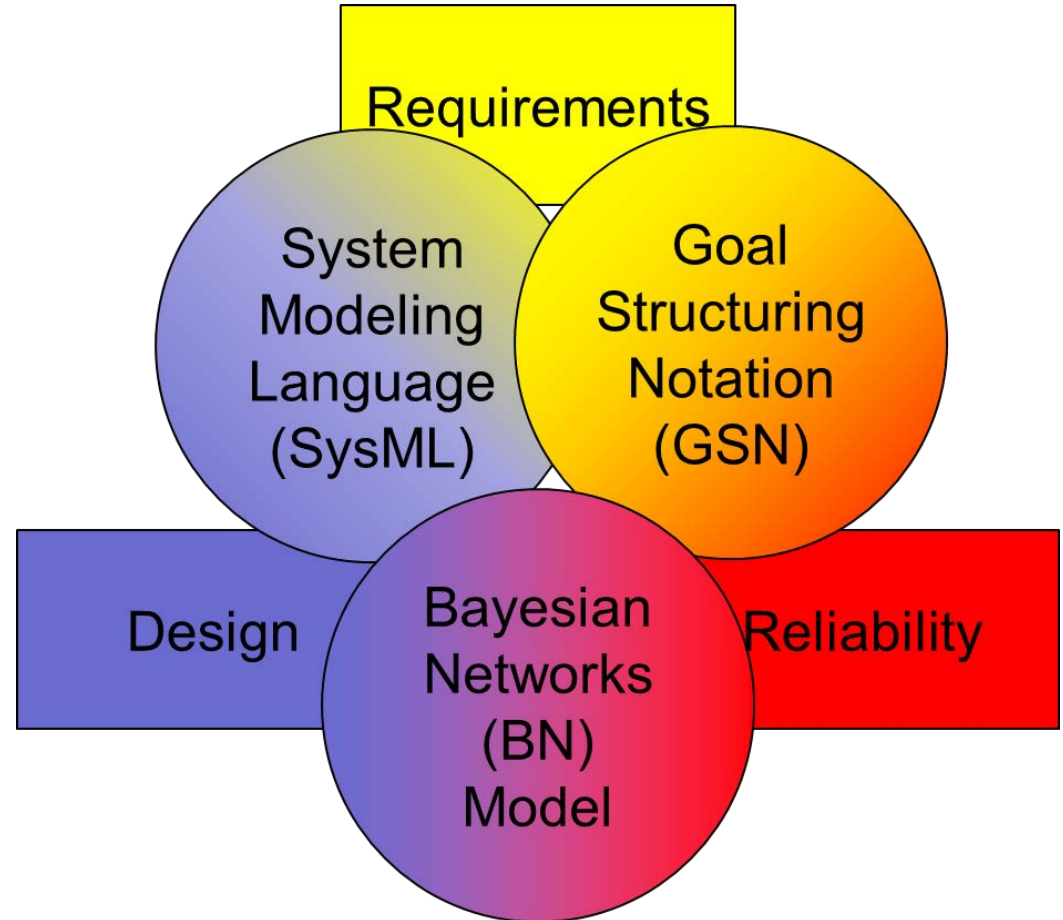 Requirements
System
Modeling
Language
(SysML)
Goal
Structuring
Notation
(GSN)
Design
Bayesian
Networks
(BN)
Model
Reliability